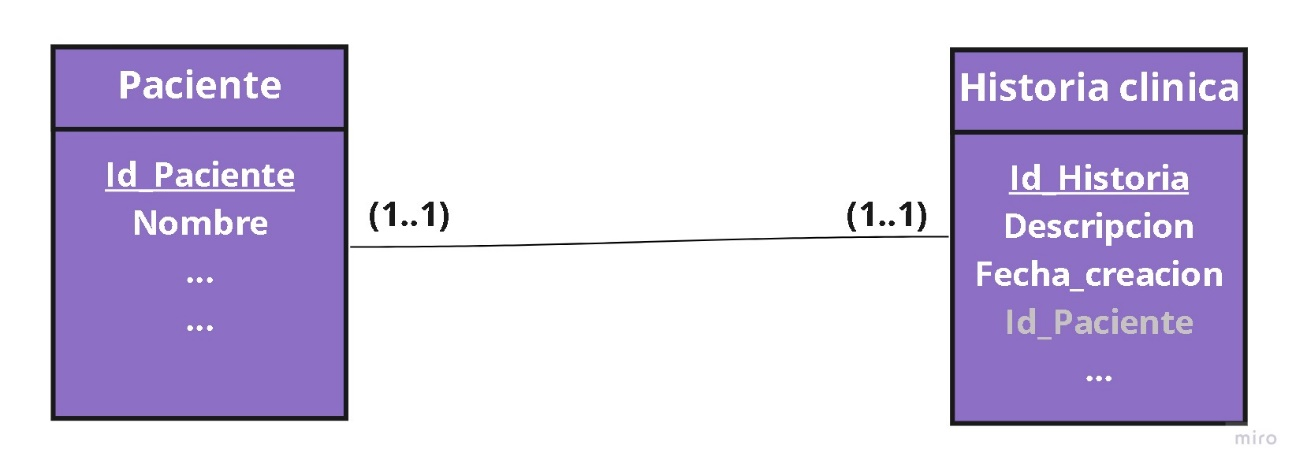 Paciente
Id_Paciente
Nombre
...
...
(1..1)
(1..1)
Historia clinica
Id_Historia
Descripcion
Fecha_creacion
Id_Paciente
...
miro